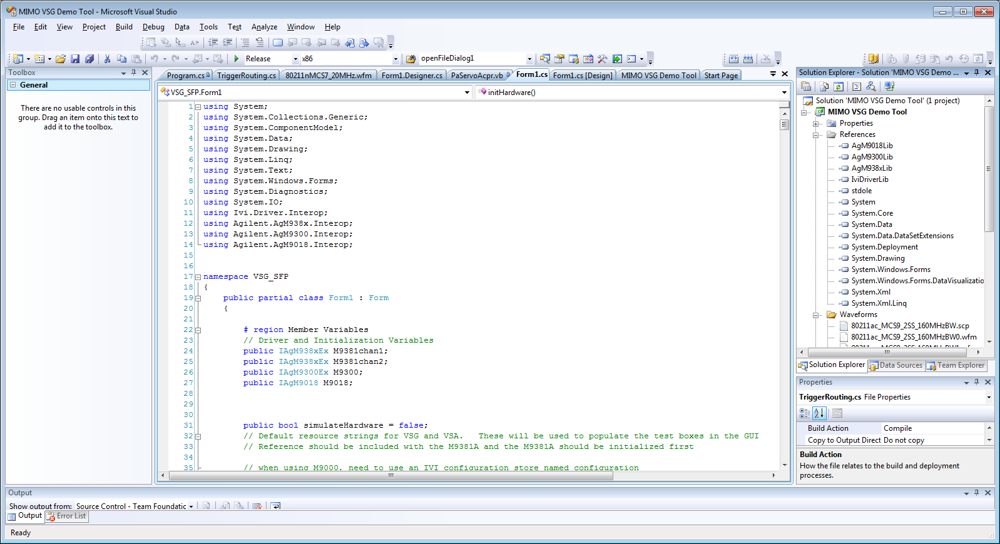 MIMO VSG Demo Tool - Microsoft Visual Studio
File Edit View Project Build Debug Data Tools Test Analyze Window Help
Release x86 openFileDialog1
Toolbox
General
There are no usable controls in this
group. Drag an item onto this text to
add it to the toolbox.
Program.cs TriggerRouting.cs 80211nMCS7_20MHz.wfm Form1.Designer.cs PaServoAcpr.vb Form1.cs Form1.cs [Design] MIMO VSG Demo Tool Start Page
VSG_SFP.Form1 initHardware()
1 using System;
2 using System.Collections.Generic;
3 using System.ComponentModel;
4 using System.Data;
5 using System.Drawing;
6 using System.Linq;
7 using System.Text;
8 using System.Windows.Forms;
9 using System.Diagnostics;
10 using System.IO;
11 using Ivi.Driver.Interop;
12 using Agilent.AgM938x.Interop;
13 using Agilent.AgM9300.Interop;
14 using Agilent.AgM9018.Interop;
15
16
17 namespace VSG_SFP
18 {
19 public partial class Form1 : Form
20 {
21
22 # region Member Variables
23 // Driver and Initialization Variables
24 public IAgM938xEx M9381chan1;
25 public IAgM938xEx M9381chan2;
26 public IAgM9300Ex M9300;
27 public IAgM9018 M9018;
28
29
30
31 public bool simulateHardware = false;
32 // Default resource strings for VSG and VSA. These will be used to populate the test boxes in the GUI
33 // Reference should be included with the M9381A and the M9381A should be initialized first
34
35 // when using M9000, need to use an IVI configuration store named configuration
Solution Explorer - Solution 'MIMO VSG Demo ...
Solution 'MIMO VSG Demo Tool' (1 project)
MIMO VSG Demo Tool
Properties
References
AgM9018Lib
AgM9300Lib
AgM938xLib
IviDriverLib
stdole
System
System.Core
System.Data
System.Data.DataSetExtensions
System.Deployment
System.Drawing
System.Windows.Forms
System.Windows.Forms.DataVisualizatio
System.Xml
System.Xml.Linq
Waveforms
80211ac_MCS9_2SS_160MHzBW.scp
80211ac_MCS9_2SS_160MHzBW0.wfm
Solution Explorer Data Sources Team Explorer
Properties
TriggerRouting.cs File Properties
Build Action Compile
Copy to Output Direct Do not copy
Build Action
How the file relates to the build and deployment
processes.
Output
Show output from: Source Control - Team Foundatic
Output Error List
Ready